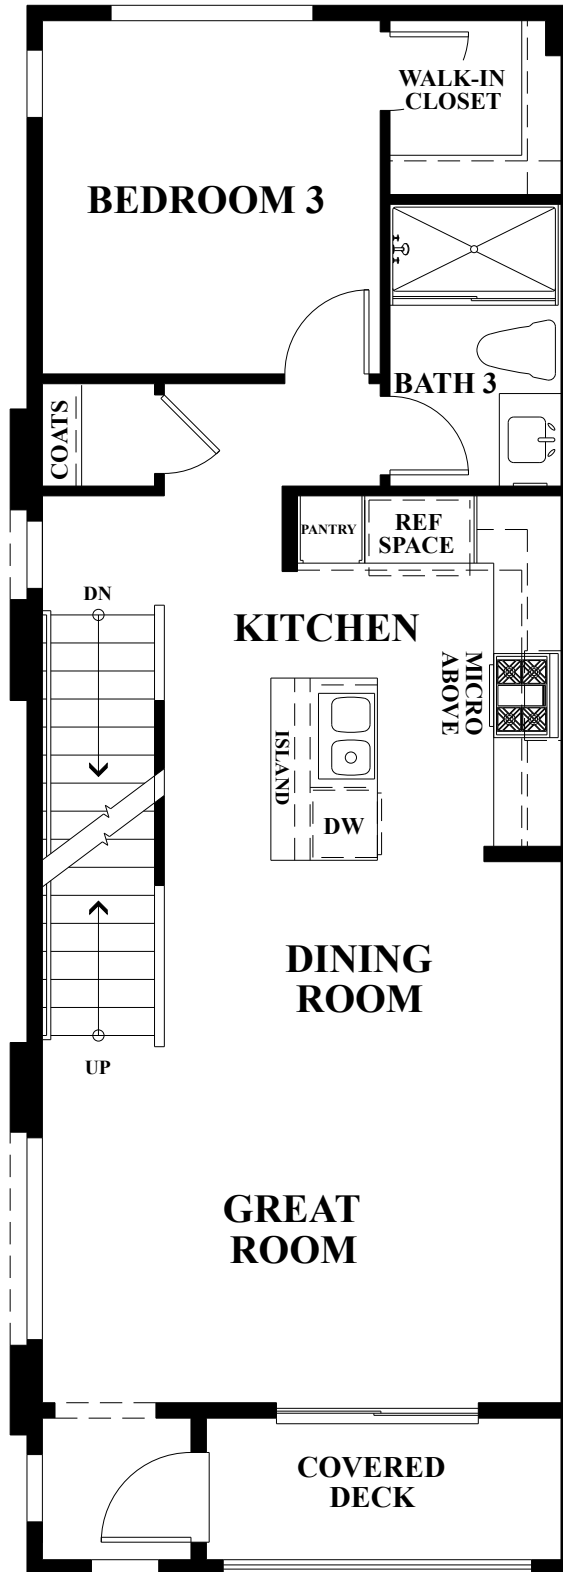 WALK-IN
CLOSET
BEDROOM 3
BATH 3
COATS
PANTRY
REF
SPACE
DN
KITCHEN
MICRO
ABOVE
ISLAND
DW
DINING
ROOM
UP
GREAT
ROOM
COVERED
DECK